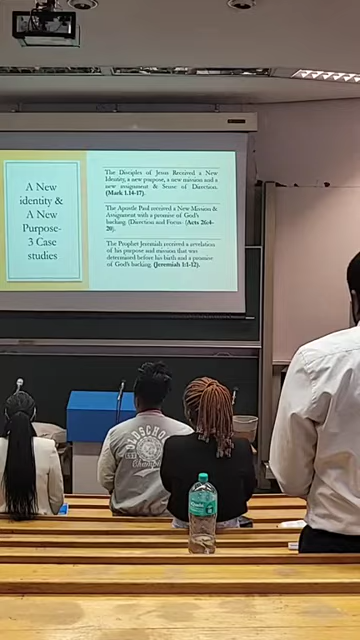 A New
identity &
A New
Purpose-
3 Case
studies
The Disciples of Jesus Received a New
Identity, a new purpose, a new mission and a
new assignment & Sense of Direction.
(Mark 1.14-17).
The Apostle Paul received a New Mission &
Assignment with a promise of God's
backing (Direction and Focus (Acts 26:4-
20).
The Prophet Jeremiah received a revelation
of his purpose and mission that was
determined before his birth and a promise
of God's backing. (Jeremiah 1:1-12).
OLDSCHOOL
Champ